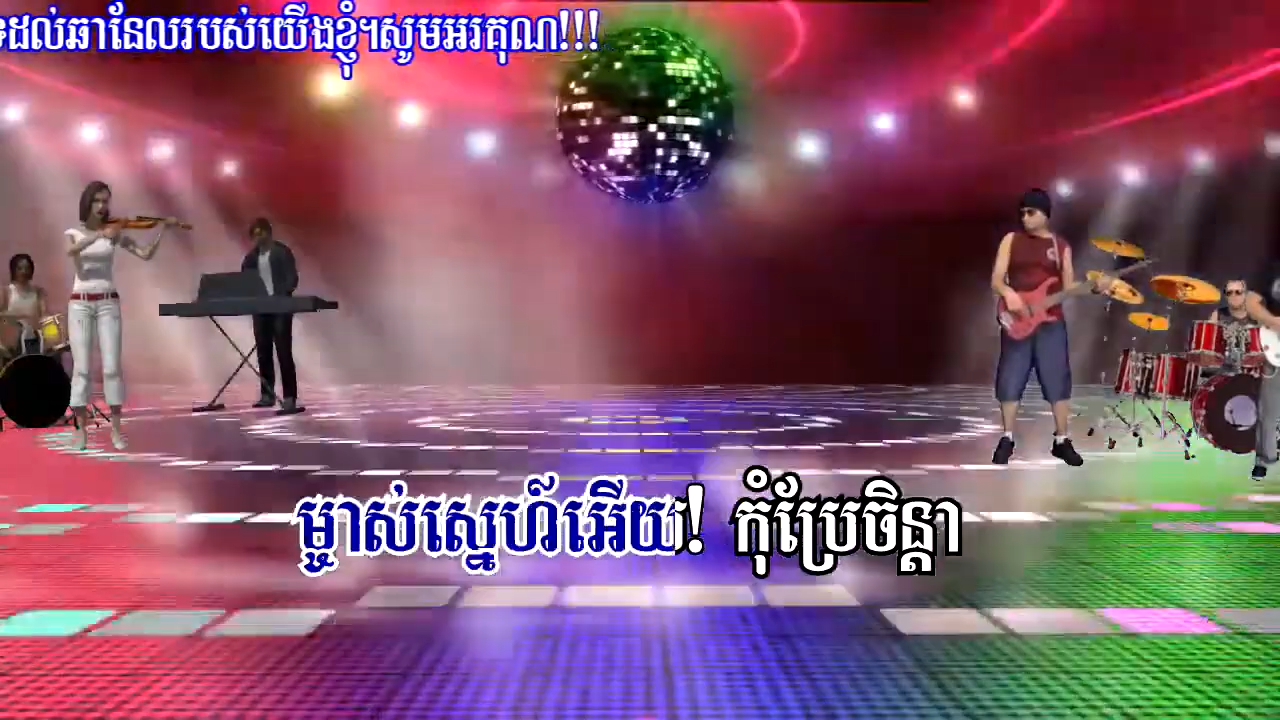 ដល់ឆានែលរបស់យើងខ្ញុំ។សូមអរគុណ!!!
ម្ចាស់ស្នេហ៍អើយ! កុំប្រែចិន្តា